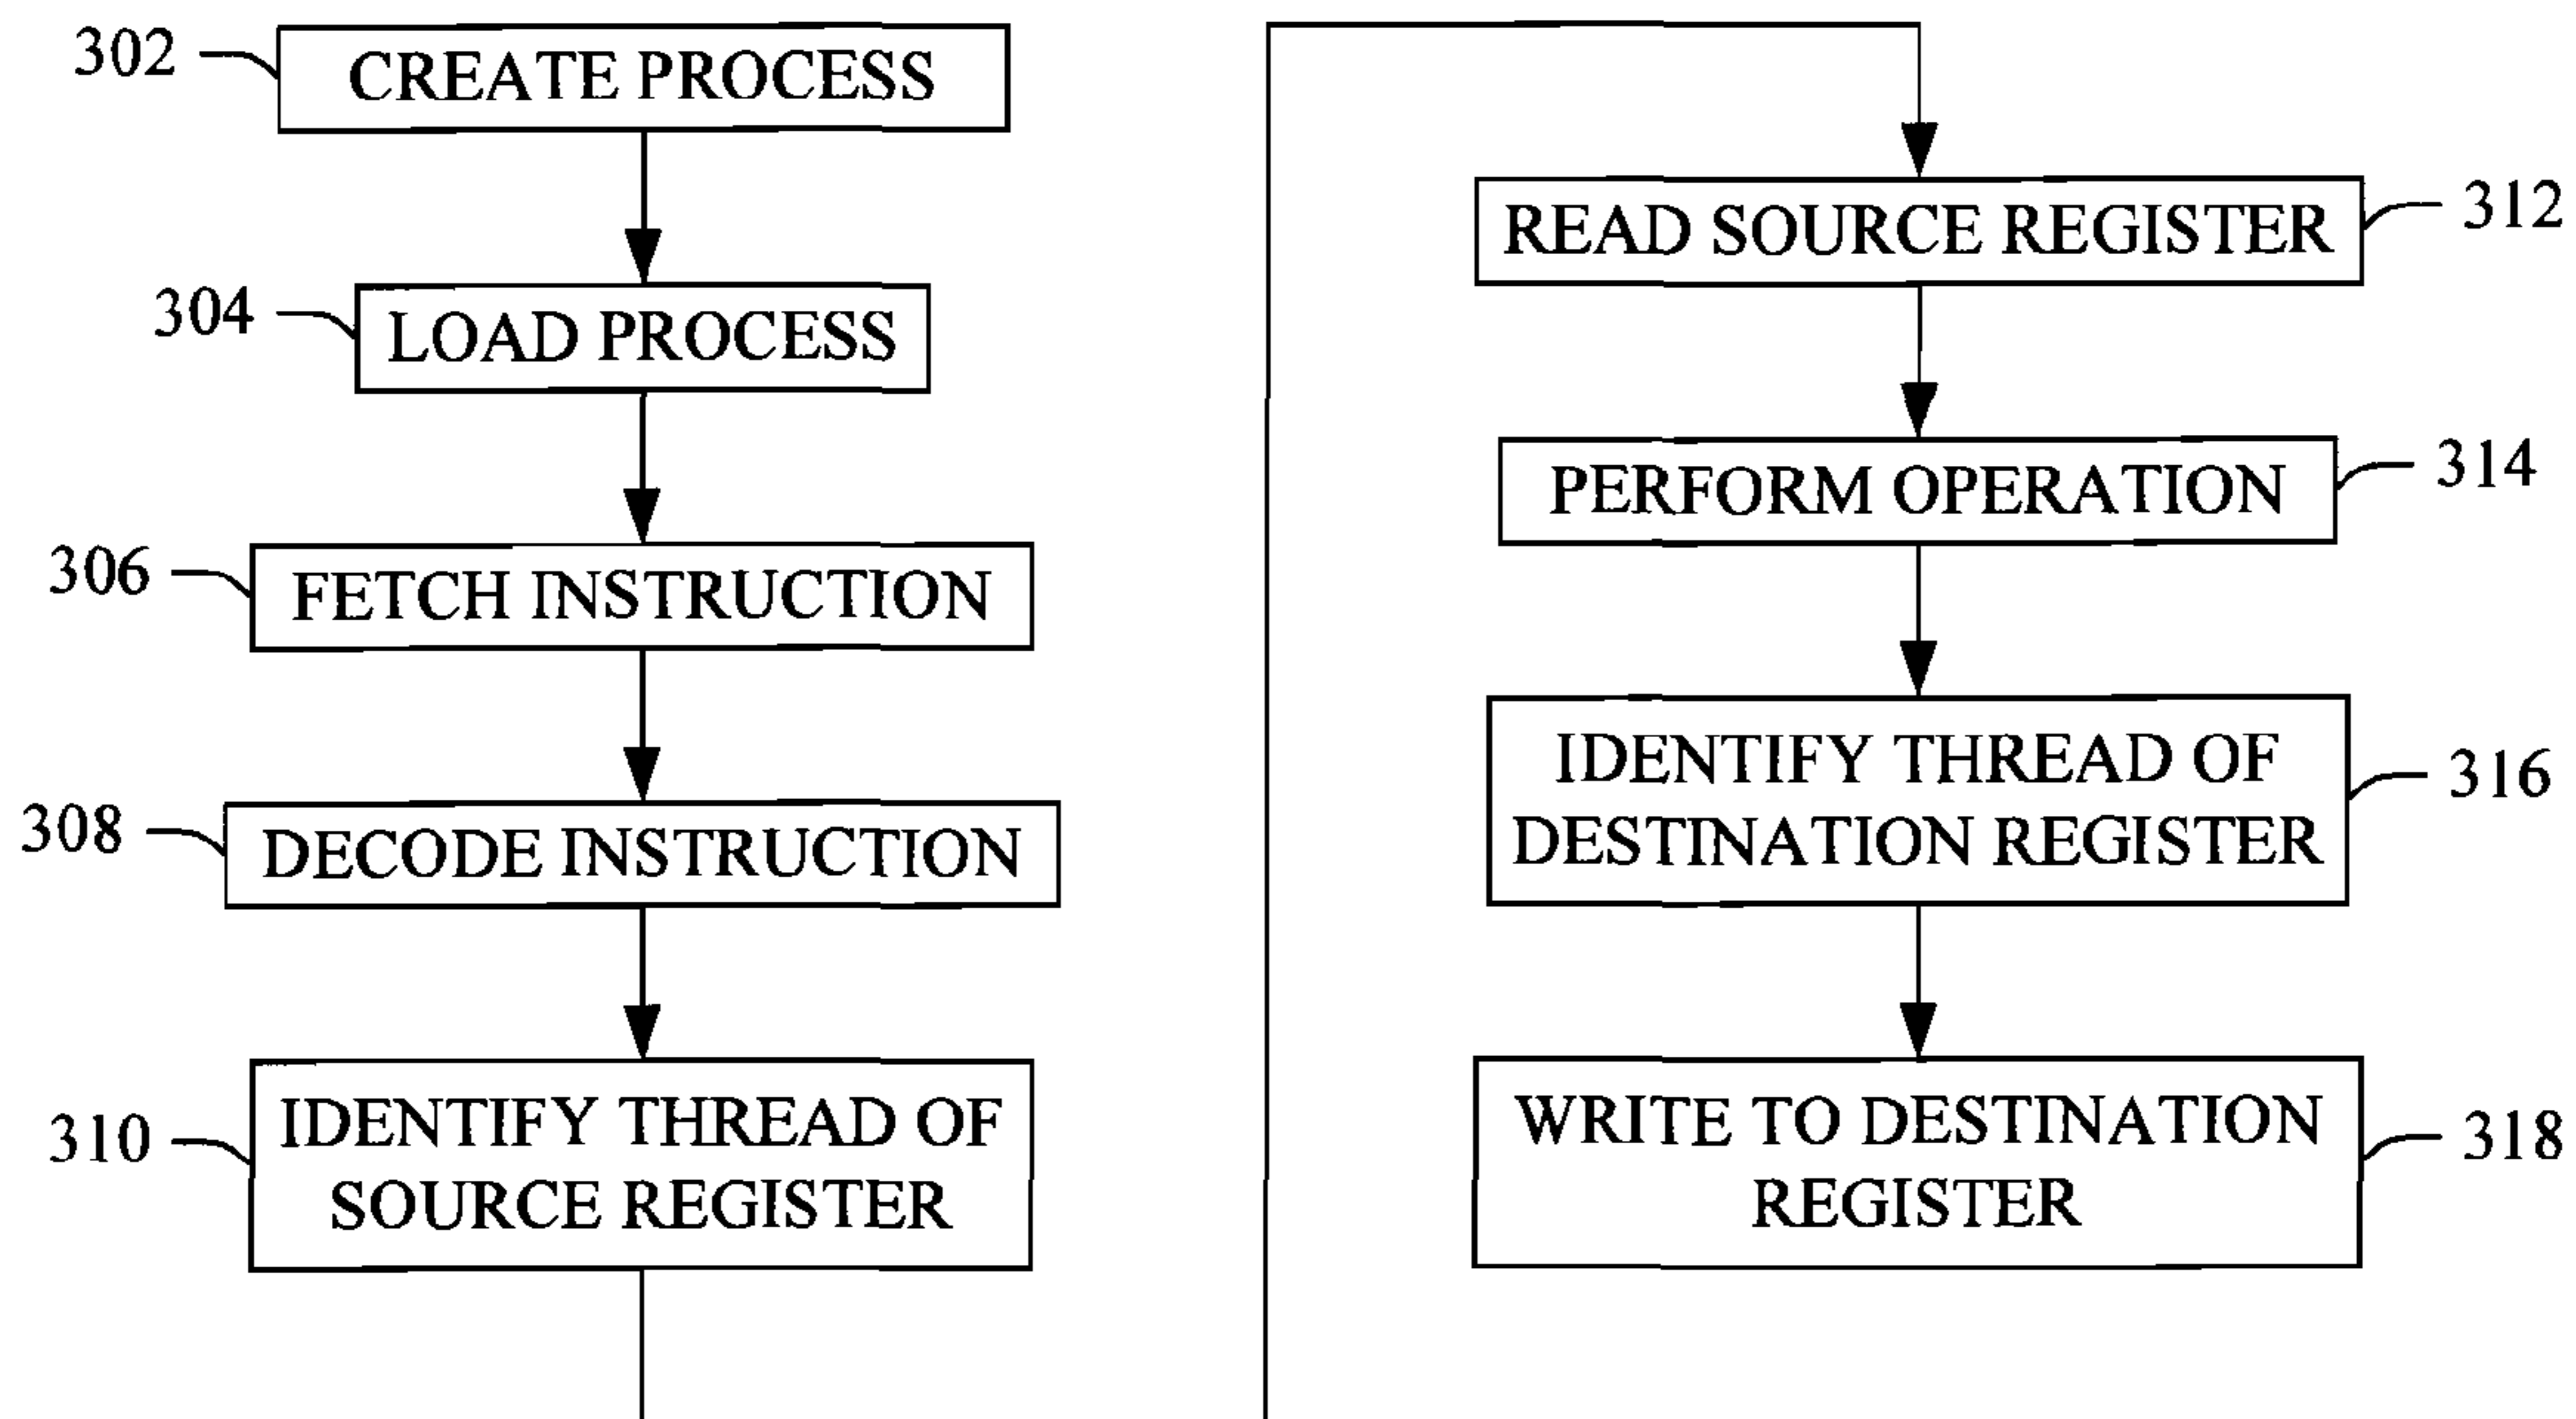 302
CREATE PROCESS
304
LOAD PROCESS
306
FETCH INSTRUCTION
308
DECODE INSTRUCTION
310
IDENTIFY THREAD OF
SOURCE REGISTER
READ SOURCE REGISTER
312
PERFORM OPERATION
314
IDENTIFY THREAD OF
DESTINATION REGISTER
316
WRITE TO DESTINATION
REGISTER
318